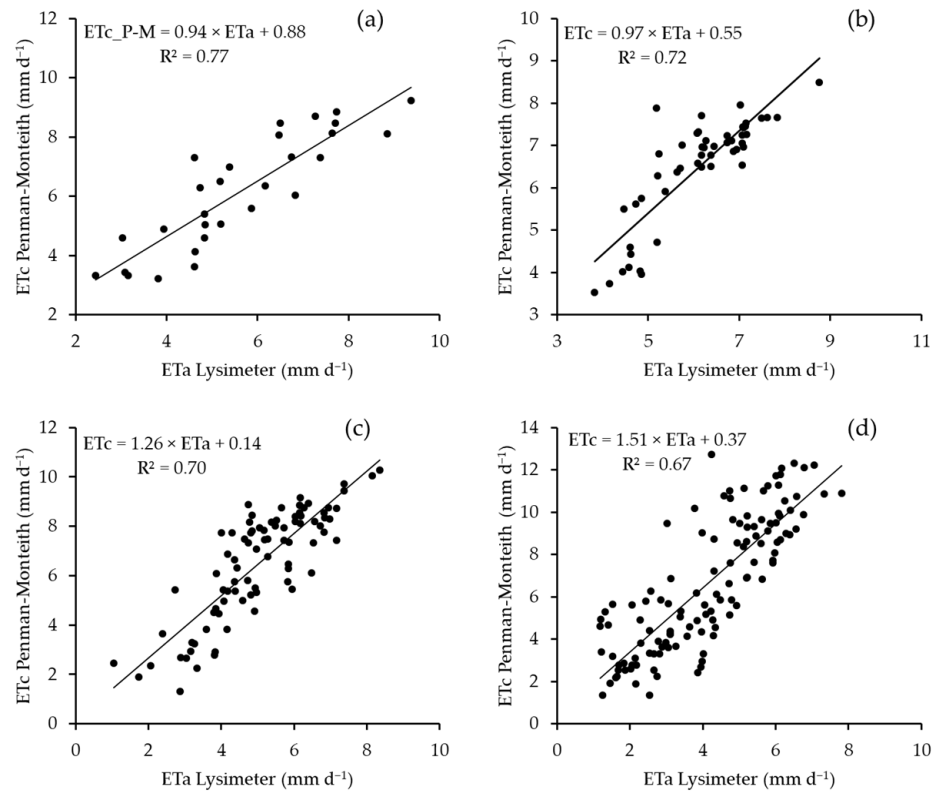 (a)
ETc_P-M = 0.94 × ETa + 0.88
R² = 0.77
12
10
8
6
4
2
2 4 6 8 10
ETc Penman-Monteith (mm d⁻¹)
ETa Lysimeter (mm d⁻¹)
(b)
ETc = 0.97 × ETa + 0.55
R² = 0.72
10
9
8
7
6
5
4
3
3 5 7 9 11
ETc Penman-Monteith (mm d⁻¹)
ETa Lysimeter (mm d⁻¹)
(c)
ETc = 1.26 × ETa + 0.14
R² = 0.70
12
10
8
6
4
2
0
0 2 4 6 8 10
ETc Penman-Monteith (mm d⁻¹)
ETa Lysimeter (mm d⁻¹)
(d)
ETc = 1.51 × ETa + 0.37
R² = 0.67
14
12
10
8
6
4
2
0
0 2 4 6 8 10
ETc Penman-Monteith (mm d⁻¹)
ETa Lysimeter (mm d⁻¹)